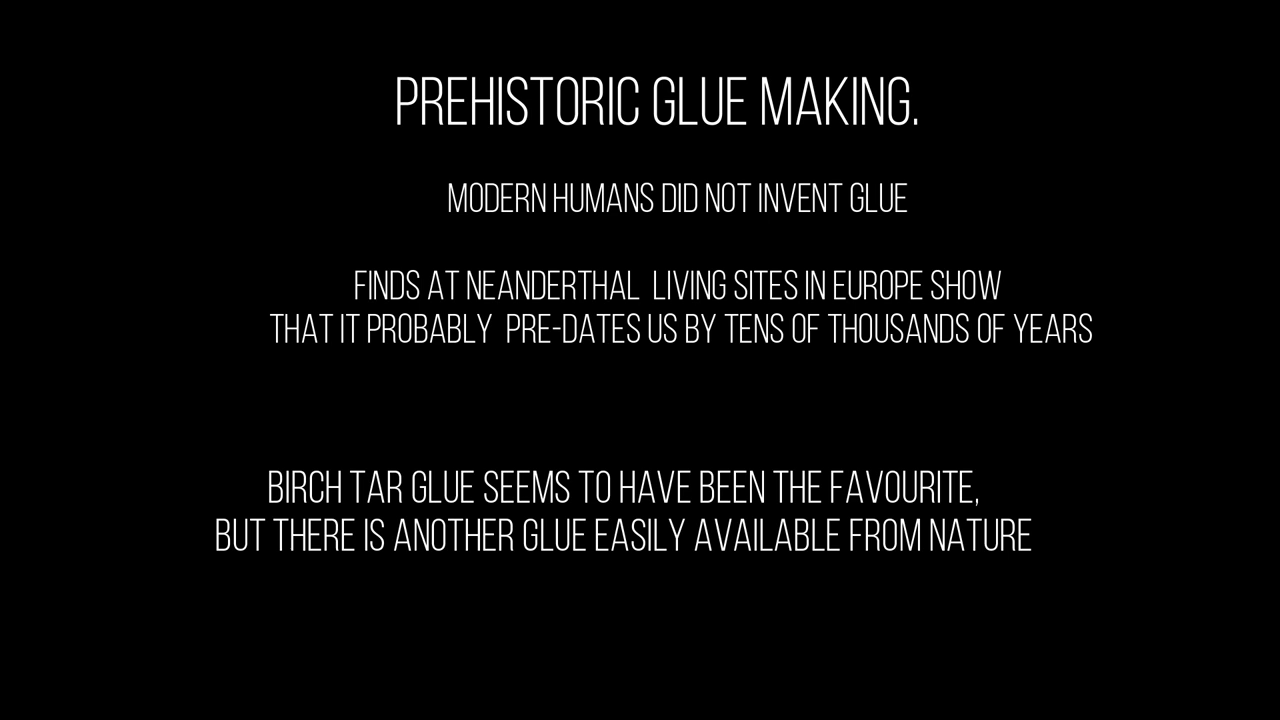 PREHISTORIC GLUE MAKING.
MODERN HUMANS DID NOT INVENT GLUE
FINDS AT NEANDERTHAL LIVING SITES IN EUROPE SHOW
THAT IT PROBABLY PRE-DATES US BY TENS OF THOUSANDS OF YEARS
BIRCH TAR GLUE SEEMS TO HAVE BEEN THE FAVOURITE,
BUT THERE IS ANOTHER GLUE EASILY AVAILABLE FROM NATURE